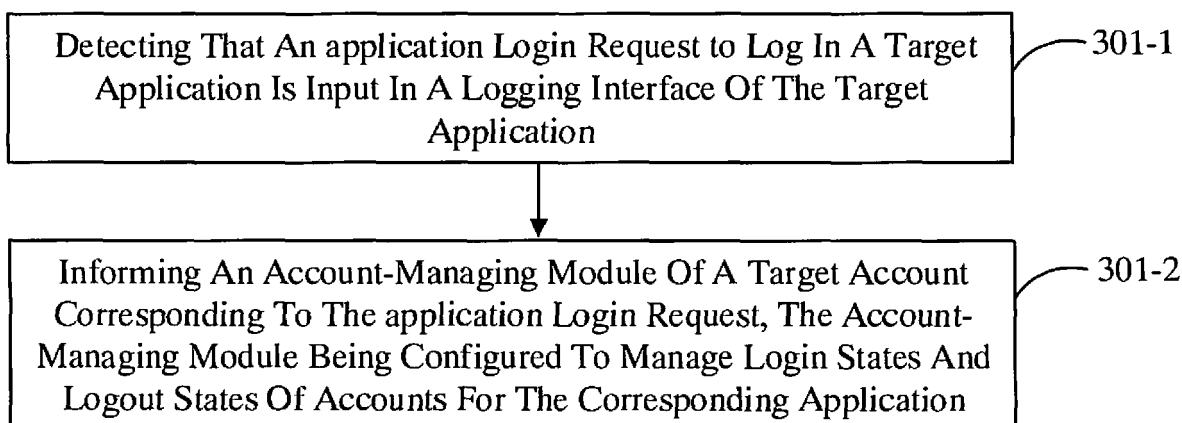 Detecting That An application Login Request to Log In A Target
Application Is Input In A Logging Interface Of The Target
Application
301-1
Informing An Account-Managing Module Of A Target Account
Corresponding To The application Login Request, The Account-
Managing Module Being Configured To Manage Login States And
Logout States Of Accounts For The Corresponding Application
301-2